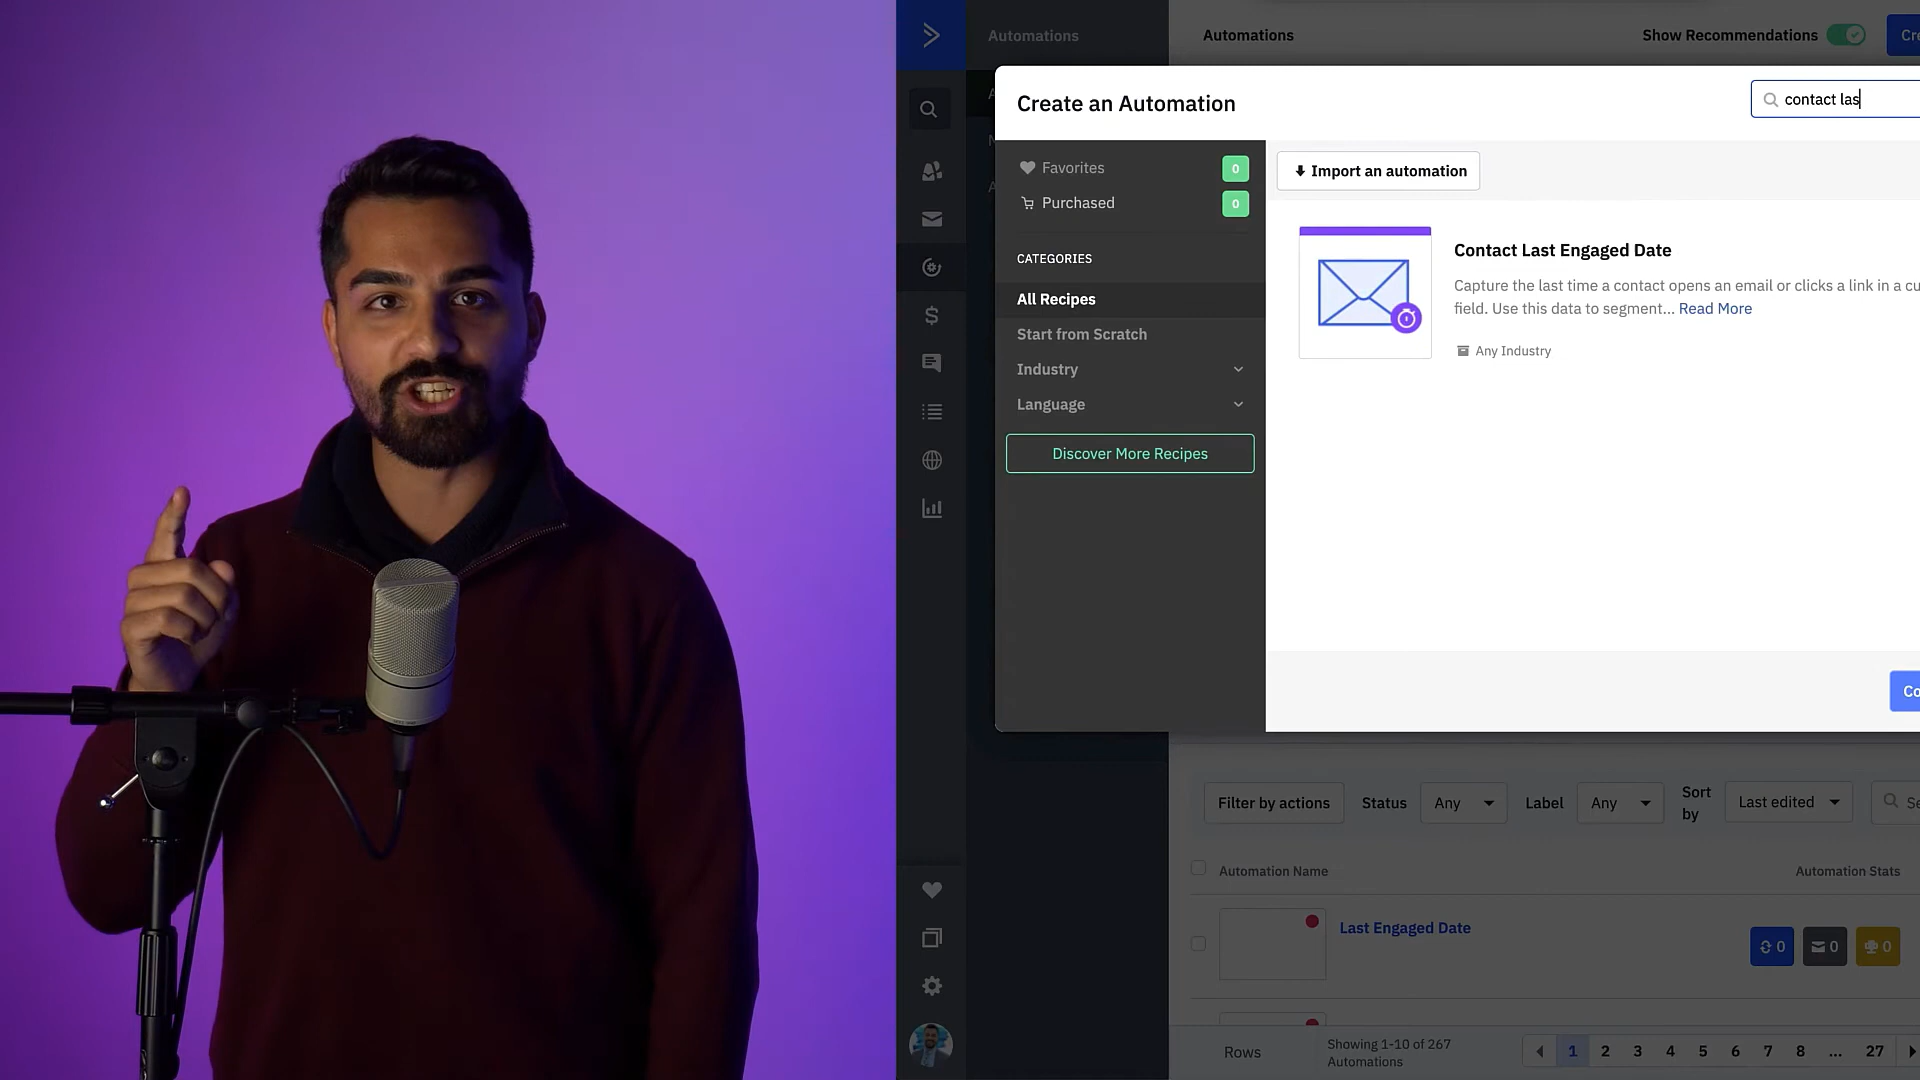 Automations
Automations
Show Recommendations
Create an Automation
contact las
Favorites
0
Purchased
0
CATEGORIES
All Recipes
Start from Scratch
Industry
Language
Discover More Recipes
Import an automation
Contact Last Engaged Date
Capture the last time a contact opens an email or clicks a link in a cu
field. Use this data to segment... Read More
Any Industry
Co
Filter by actions
Status
Any
Label
Any
Sort
by
Last edited
Automation Name
Automation Stats
Last Engaged Date
0
0
0
Rows
Showing 1-10 of 267
Automations
1 2 3 4 5 6 7 8 ... 27